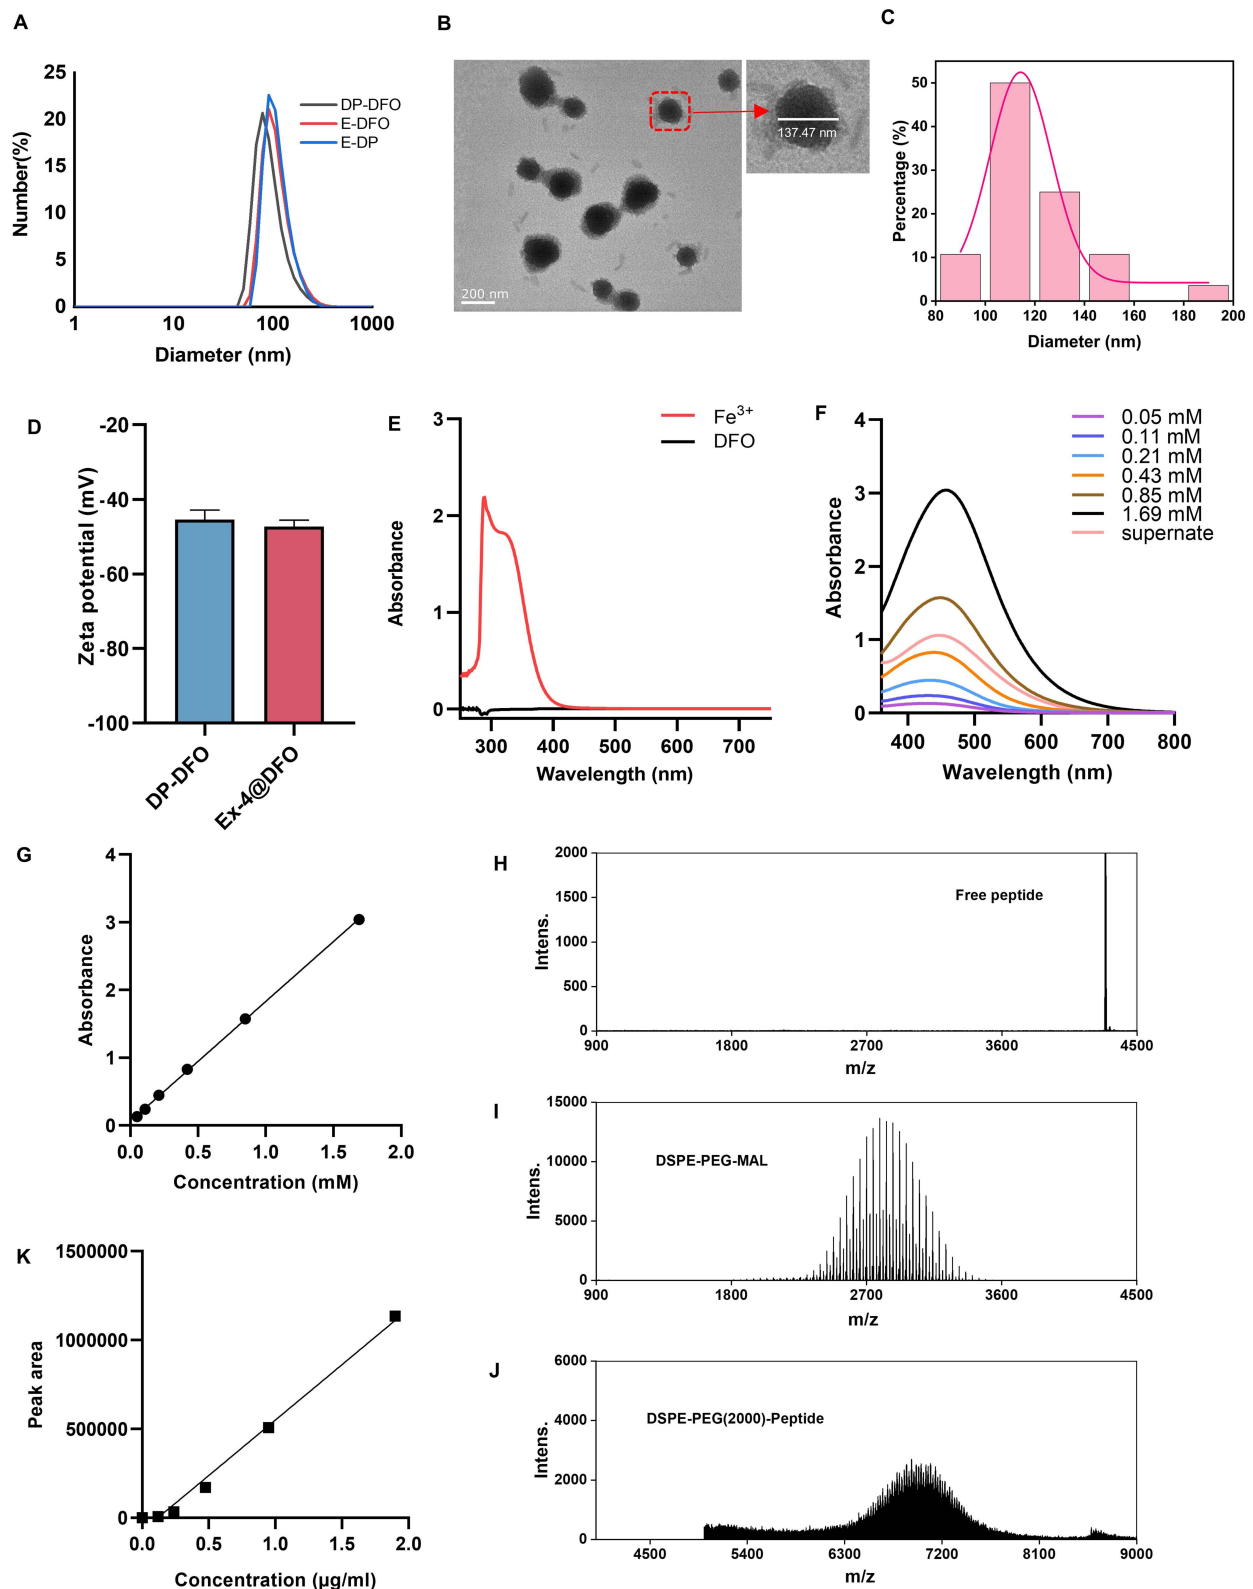 A
Number(%)
25
20
15
10
5
0
1
10
100
1000
Diameter (nm)
DP-DFO
E-DFO
E-DP
B
200 nm
137.47 nm
C
Percentage (%)
50
40
30
20
10
0
80
100
120
140
160
180
200
Diameter (nm)
D
Zeta potential (mV)
-20
-40
-60
-80
-100
DP-DFO
Ex-4@DFO
E
Absorbance
3
2
1
0
300
400
500
600
700
Wavelength (nm)
Fe³⁺
DFO
F
Absorbance
4
3
2
1
0
400
500
600
700
800
Wavelength (nm)
0.05 mM
0.11 mM
0.21 mM
0.43 mM
0.85 mM
1.69 mM
supernate
G
Absorbance
4
3
2
1
0
0.0
0.5
1.0
1.5
2.0
Concentration (mM)
H
Intens.
2000
1500
1000
500
0
900
1800
2700
3600
4500
m/z
Free peptide
I
Intens.
15000
10000
5000
0
900
1800
2700
3600
4500
m/z
DSPE-PEG-MAL
K
Peak area
1500000
1000000
500000
0
0.0
0.5
1.0
1.5
2.0
Concentration (μg/ml)
J
Intens.
6000
4000
2000
0
4500
5400
6300
7200
8100
9000
m/z
DSPE-PEG(2000)-Peptide